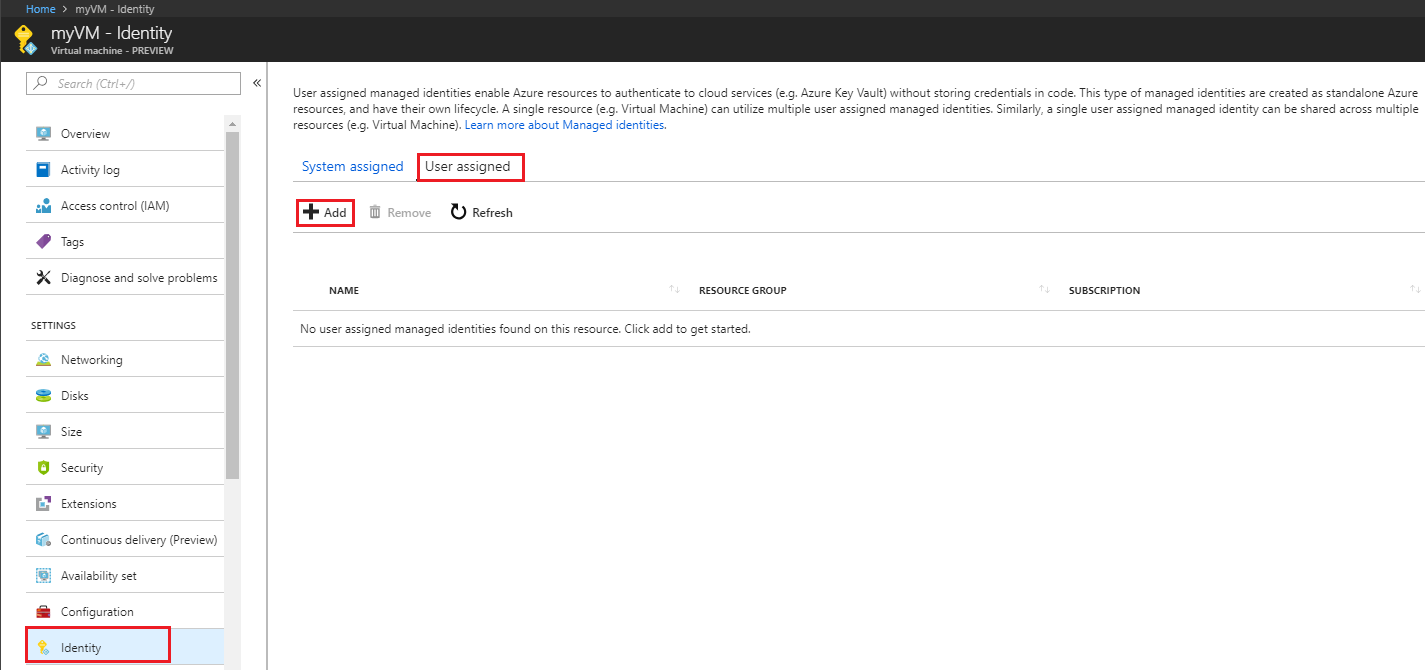 Home > myVM - Identity
myVM - Identity
Virtual machine - PREVIEW
Search (Ctrl+/)
«
Overview
Activity log
Access control (IAM)
Tags
Diagnose and solve problems
SETTINGS
Networking
Disks
Size
Security
Extensions
Continuous delivery (Preview)
Availability set
Configuration
Identity
User assigned managed identities enable Azure resources to authenticate to cloud services (e.g. Azure Key Vault) without storing credentials in code. This type of managed identities are created as standalone Azure
resources, and have their own lifecycle. A single resource (e.g. Virtual Machine) can utilize multiple user assigned managed identities. Similarly, a single user assigned managed identity can be shared across multiple
resources (e.g. Virtual Machine). Learn more about Managed identities.
System assigned User assigned
Add Remove Refresh
NAME RESOURCE GROUP SUBSCRIPTION
No user assigned managed identities found on this resource. Click add to get started.